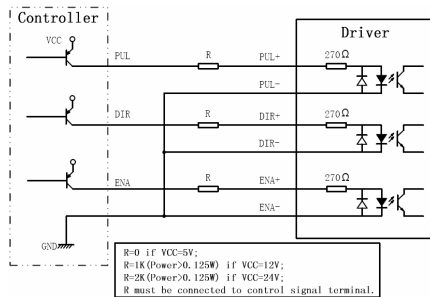 Controller
Driver
VCC
PUL
R
PUL+
270Ω
PUL-
DIR
R
DIR+
270Ω
DIR-
ENA
R
ENA+
270Ω
ENA-
GND
R=0 if VCC=5V;
R=1K(Power>0.125W) if VCC=12V;
R=2K(Power>0.125W) if VCC=24V;
R must be connected to control signal terminal.